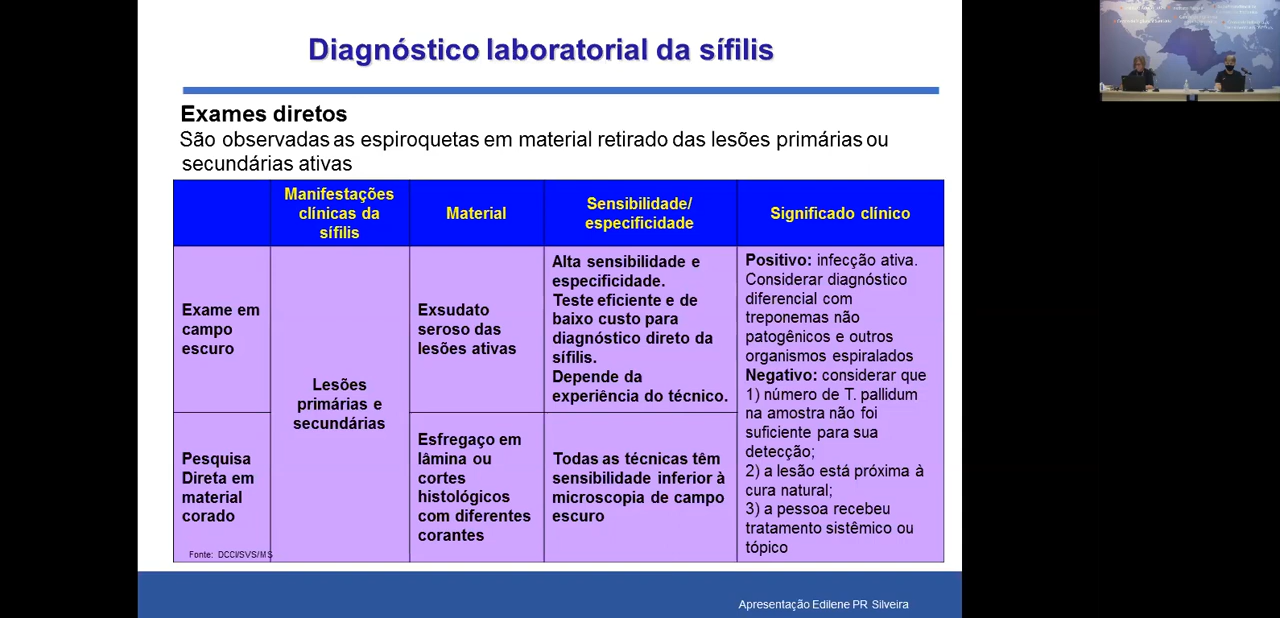 Diagnóstico laboratorial da sífilis
Exames diretos
São observadas as espiroquetas em material retirado das lesões primárias ou
secundárias ativas
Manifestações
clínicas da
sífilis
Material
Sensibilidade/
especificidade
Significado clínico
Exame em
campo
escuro
Lesões
primárias e
secundárias
Exsudato
seroso das
lesões ativas
Alta sensibilidade e
especificidade.
Teste eficiente e de
baixo custo para
diagnóstico direto da
sífilis.
Depende da
experiência do técnico.
Positivo: infecção ativa.
Considerar diagnóstico
diferencial com
treponemas não
patogênicos e outros
organismos espiralados
Negativo: considerar que
1) número de T. pallidum
na amostra não foi
suficiente para sua
detecção;
2) a lesão está próxima à
cura natural;
3) a pessoa recebeu
tratamento sistêmico ou
tópico
Pesquisa
Direta em
material
corado
Esfregaço em
lâmina ou
cortes
histológicos
com diferentes
corantes
Todas as técnicas têm
sensibilidade inferior à
microscopia de campo
escuro
Fonte: DCCI/SVS/MS
Apresentação Edilene PR Silveira